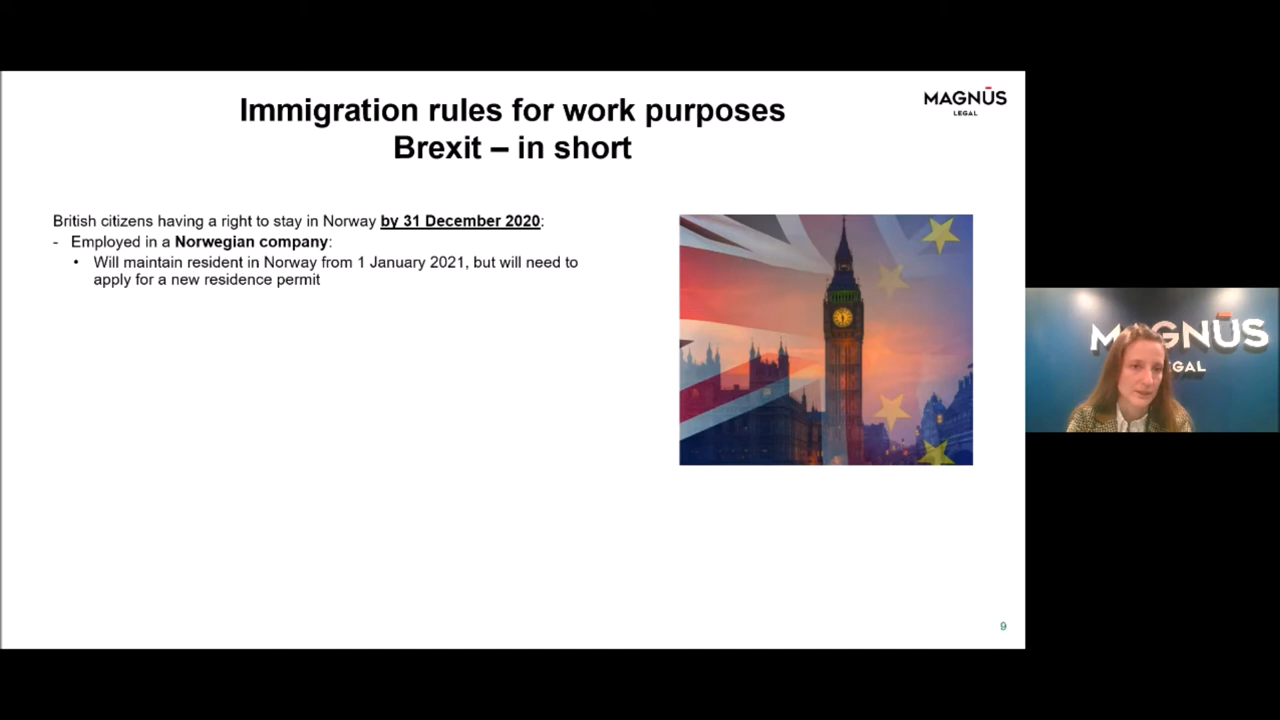 MAGNŪS
LEGAL
Immigration rules for work purposes
Brexit – in short
British citizens having a right to stay in Norway by 31 December 2020:
- Employed in a Norwegian company:
• Will maintain resident in Norway from 1 January 2021, but will need to
apply for a new residence permit
9
MAGNŪS
LEGAL